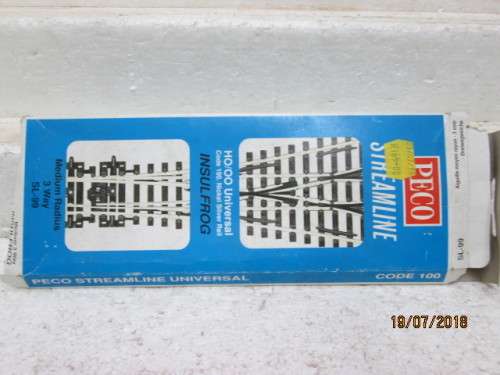 PECO
STREAMLINE
HO/OO Universal
Code 100, Nickel Silver Rail
INSULFROG
Medium Radius
3 Way
SL-99
PECO STREAMLINE UNIVERSAL
CODE 100
SL-99
19/07/2018